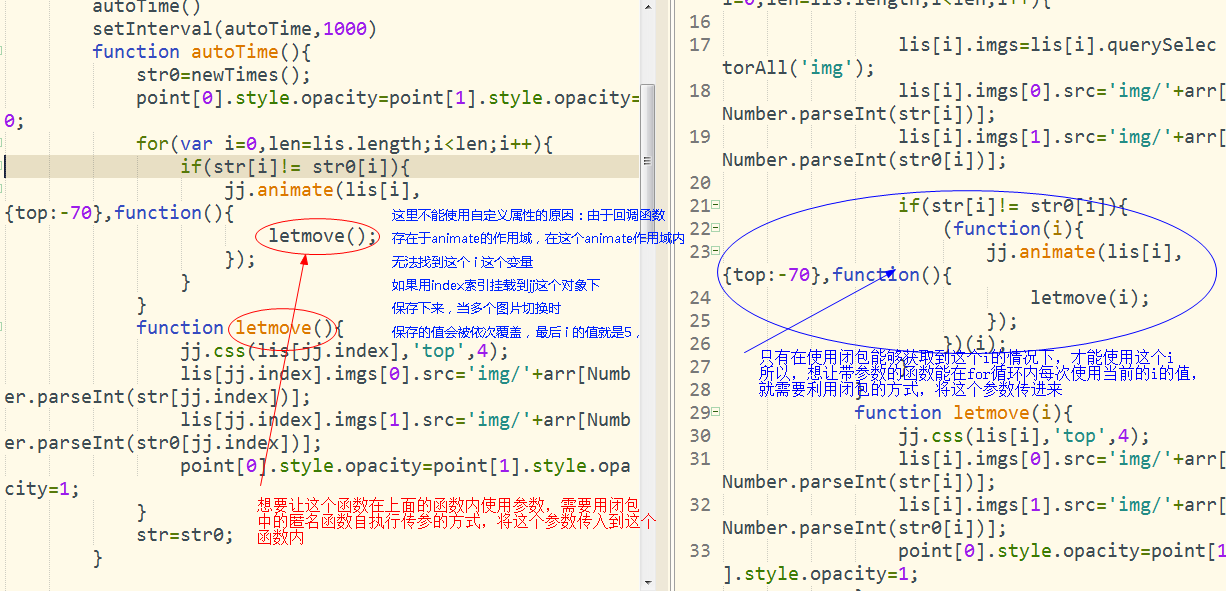 autoTime()
setInterval(autoTime,1000)
function autoTime(){
str0=newTimes();
point[0].style.opacity=point[1].style.opacity=
0;
for(var i=0,len=lis.length;i<len;i++){
if(str[i]!= str0[i]){
jj.animate(lis[i],
{top:-70},function(){
letmove();
});
}
}
function letmove(){
jj.css(lis[jj.index],'top',4);
lis[jj.index].imgs[0].src='img/'+arr[Numb
er.parseInt(str[jj.index])];
lis[jj.index].imgs[1].src='img/'+arr[Numb
er.parseInt(str0[jj.index])];
point[0].style.opacity=point[1].style.opa
city=1;
}
str=str0;
}
这里不能使用自定义属性的原因：由于回调函数
存在于animate的作用域，在这个animate作用域内
无法找到这个 i 这个变量
如果用index索引挂载到jj这个对象下
保存下来，当多个图片切换时
保存的值会被依次覆盖，最后 i 的值就是5，
想要让这个函数在上面的函数内使用参数，需要用闭包
中的匿名函数自执行传参的方式，将这个参数传入到这个
函数内
i=0,len=lis.length;i<len;i++){
16
17 lis[i].imgs=lis[i].querySelec
torAll('img');
18 lis[i].imgs[0].src='img/'+arr[
Number.parseInt(str[i])];
19 lis[i].imgs[1].src='img/'+arr[
Number.parseInt(str0[i])];
20
21 if(str[i]!= str0[i]){
22 (function(i){
23 jj.animate(lis[i],
{top:-70},function(){
24 letmove(i);
25 });
26 })(i);
27
28
只有在使用闭包能够获取到这个i的情况下，才能使用这个i
所以，想让带参数的函数能在for循环内每次使用当前的i的值，
就需要利用闭包的方式，将这个参数传进来
29 function letmove(i){
30 jj.css(lis[i],'top',4);
31 lis[i].imgs[0].src='img/'+arr[
Number.parseInt(str[i])];
32 lis[i].imgs[1].src='img/'+arr[
Number.parseInt(str0[i])];
33 point[0].style.opacity=point[1
].style.opacity=1;